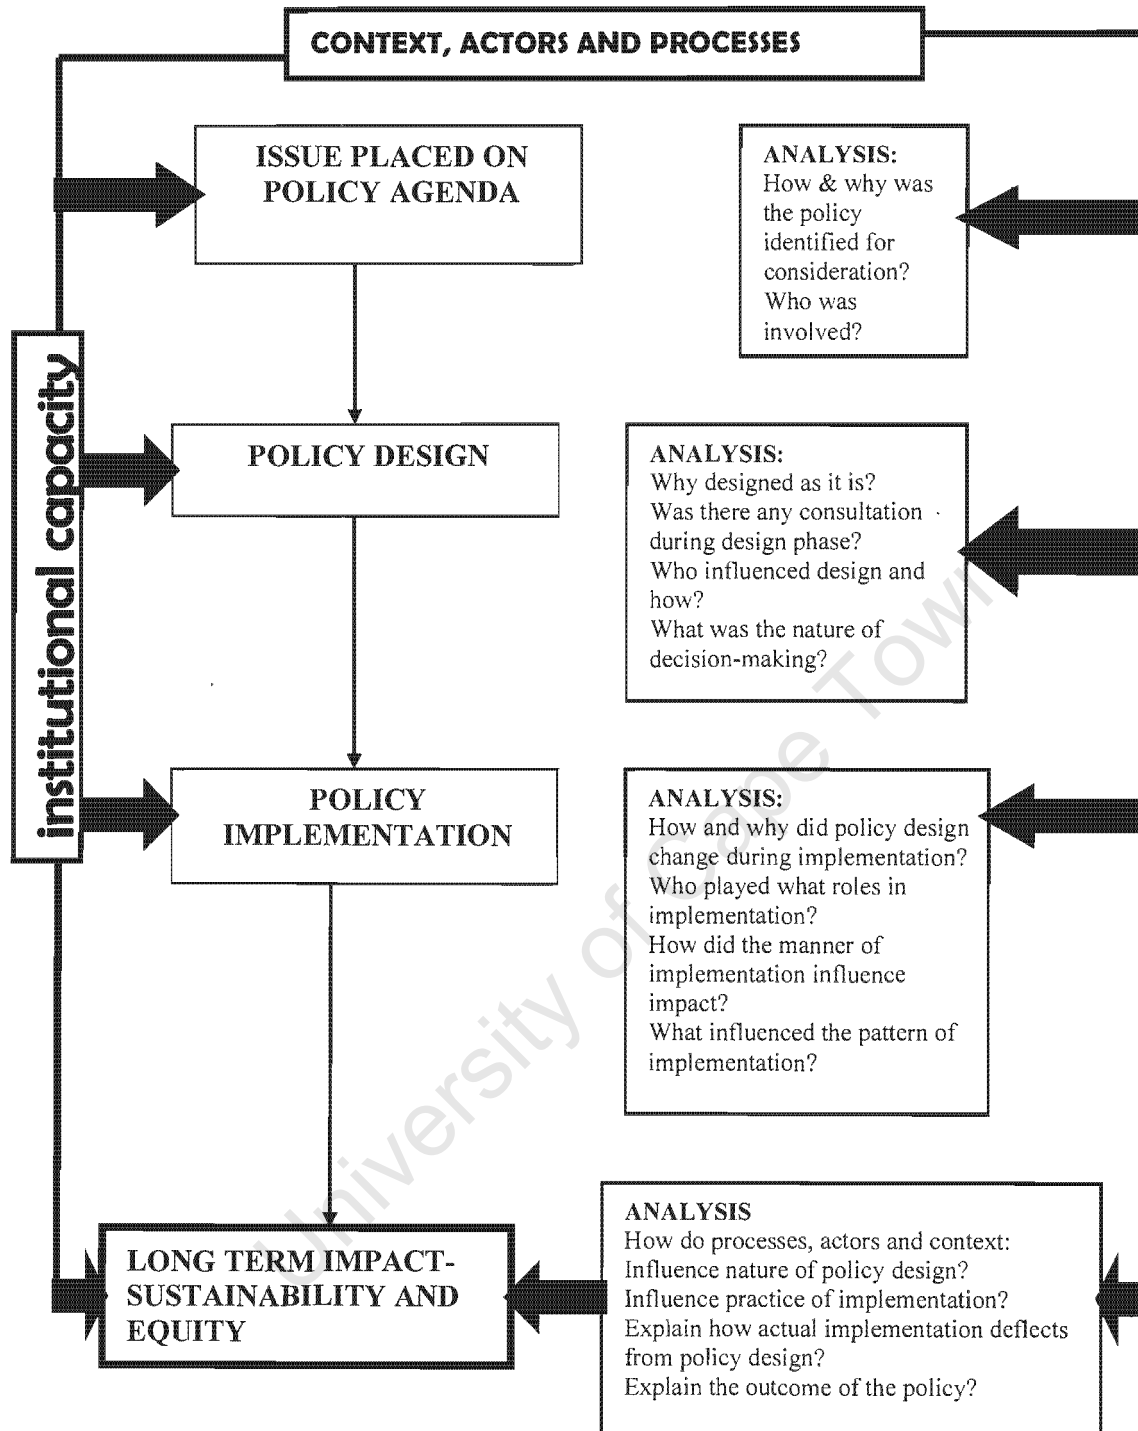 CONTEXT, ACTORS AND PROCESSES
ISSUE PLACED ON
POLICY AGENDA
ANALYSIS:
How & why was
the policy
identified for
consideration?
Who was
involved?
institutional capacity
POLICY DESIGN
ANALYSIS:
Why designed as it is?
Was there any consultation
during design phase?
Who influenced design and
how?
What was the nature of
decision-making?
POLICY
IMPLEMENTATION
ANALYSIS:
How and why did policy design
change during implementation?
Who played what roles in
implementation?
How did the manner of
implementation influence
impact?
What influenced the pattern of
implementation?
LONG TERM IMPACT-
SUSTAINABILITY AND
EQUITY
ANALYSIS
How do processes, actors and context:
Influence nature of policy design?
Influence practice of implementation?
Explain how actual implementation deflects
from policy design?
Explain the outcome of the policy?
University of Cape Town